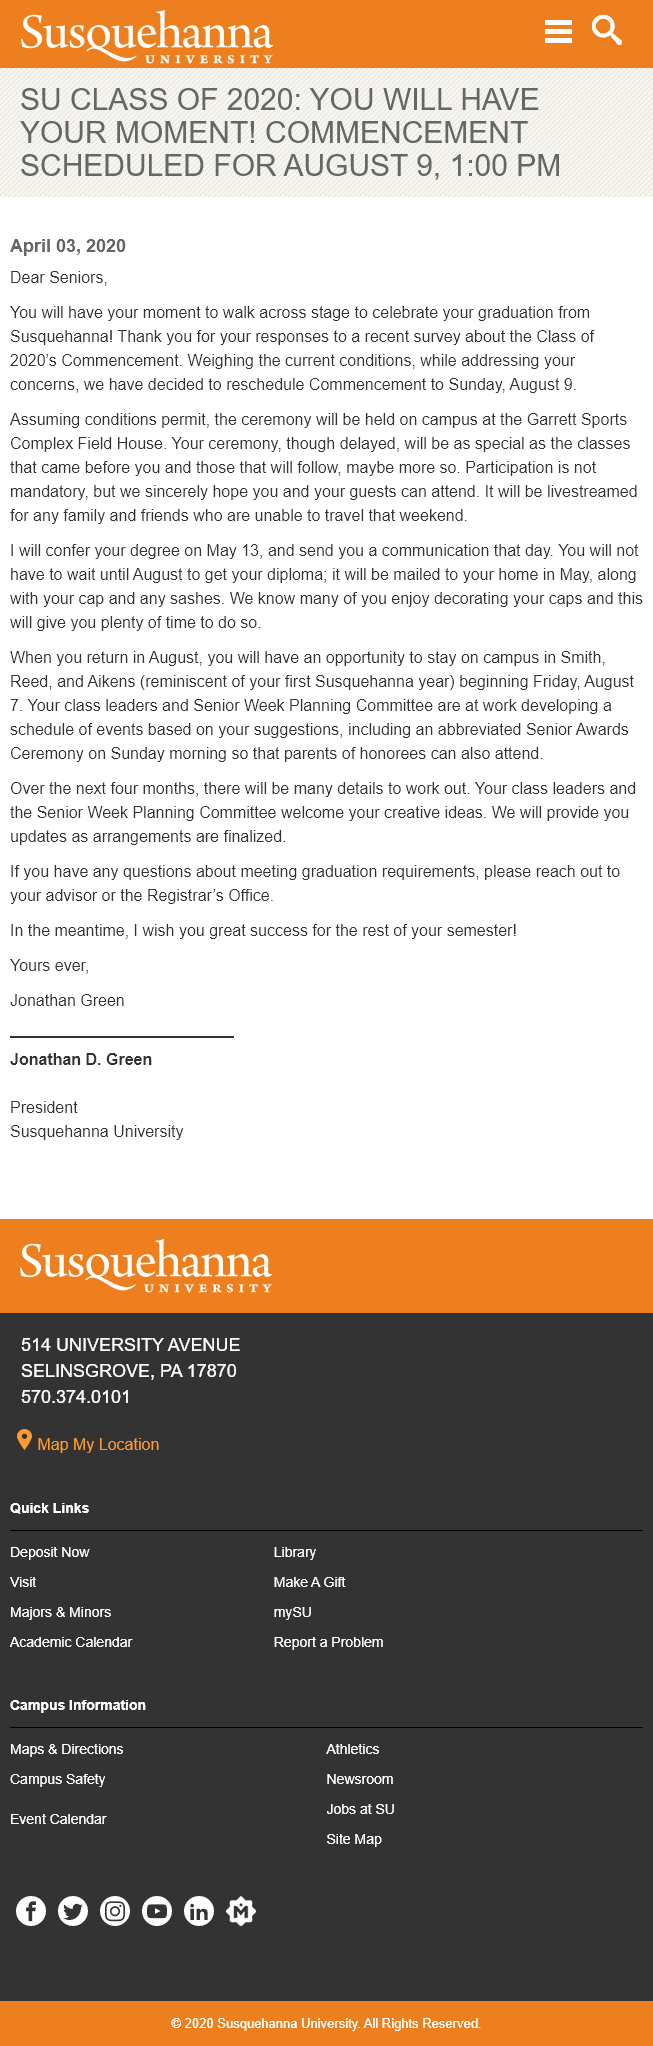 Susquehanna
UNIVERSITY
SU CLASS OF 2020: YOU WILL HAVE
YOUR MOMENT! COMMENCEMENT
SCHEDULED FOR AUGUST 9, 1:00 PM
April 03, 2020
Dear Seniors,
You will have your moment to walk across stage to celebrate your graduation from
Susquehanna! Thank you for your responses to a recent survey about the Class of
2020’s Commencement. Weighing the current conditions, while addressing your
concerns, we have decided to reschedule Commencement to Sunday, August 9.
Assuming conditions permit, the ceremony will be held on campus at the Garrett Sports
Complex Field House. Your ceremony, though delayed, will be as special as the classes
that came before you and those that will follow, maybe more so. Participation is not
mandatory, but we sincerely hope you and your guests can attend. It will be livestreamed
for any family and friends who are unable to travel that weekend.
I will confer your degree on May 13, and send you a communication that day. You will not
have to wait until August to get your diploma; it will be mailed to your home in May, along
with your cap and any sashes. We know many of you enjoy decorating your caps and this
will give you plenty of time to do so.
When you return in August, you will have an opportunity to stay on campus in Smith,
Reed, and Aikens (reminiscent of your first Susquehanna year) beginning Friday, August
7. Your class leaders and Senior Week Planning Committee are at work developing a
schedule of events based on your suggestions, including an abbreviated Senior Awards
Ceremony on Sunday morning so that parents of honorees can also attend.
Over the next four months, there will be many details to work out. Your class leaders and
the Senior Week Planning Committee welcome your creative ideas. We will provide you
updates as arrangements are finalized.
If you have any questions about meeting graduation requirements, please reach out to
your advisor or the Registrar’s Office.
In the meantime, I wish you great success for the rest of your semester!
Yours ever,
Jonathan Green
Jonathan D. Green
President
Susquehanna University
Susquehanna
UNIVERSITY
514 UNIVERSITY AVENUE
SELINSGROVE, PA 17870
570.374.0101
Map My Location
Quick Links
Deposit Now
Visit
Majors & Minors
Academic Calendar
Library
Make A Gift
mySU
Report a Problem
Campus Information
Maps & Directions
Campus Safety
Event Calendar
Athletics
Newsroom
Jobs at SU
Site Map
© 2020 Susquehanna University. All Rights Reserved.